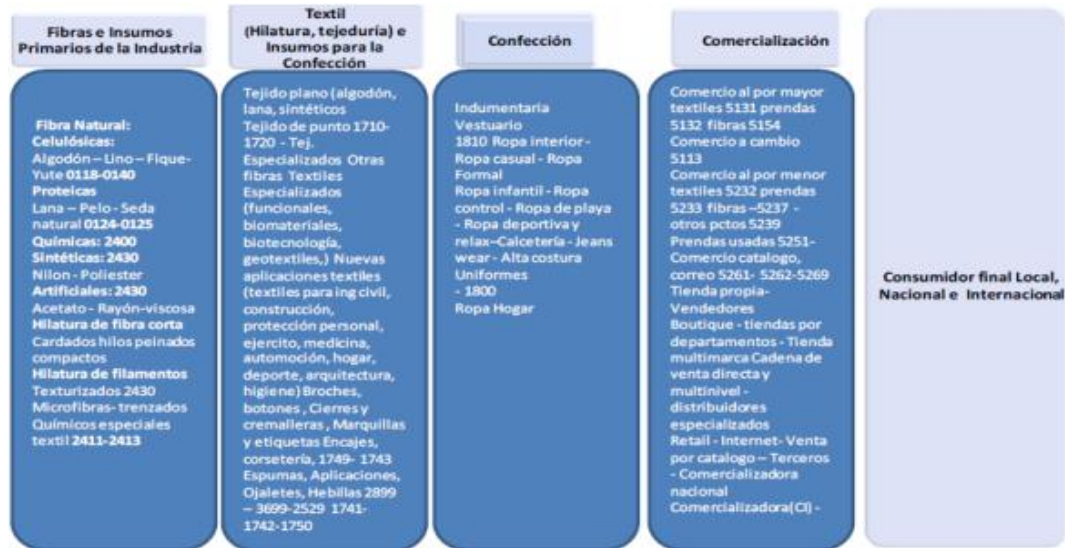 Fibras e Insumos
Primarios de la Industria
Fibra Natural:
Celulósicas:
Algodón – Lino – Fique-
Yute 0118-0140
Proteicas
Lana – Pelo - Seda
natural 0124-0125
Químicas: 2400
Sintéticas: 2430
Nilon - Poliester
Artificiales: 2430
Acetato - Rayón-viscosa
Hilatura de fibra corta
Cardados hilos peinados
compactos
Hilatura de filamentos
Texturizados 2430
Microfibras- trenzados
Químicos especiales
textil 2411-2413
Textil
(Hilatura, tejeduría) e
Insumos para la
Confección
Tejido plano (algodón,
lana, sintéticos
Tejido de punto 1710-
1720 - Tej.
Especializados Otras
fibras Textiles
Especializados
(funcionales,
biomateriales,
biotecnología,
geotextiles,) Nuevas
aplicaciones textiles
(textiles para ing civil,
construcción,
protección personal,
ejercito, medicina,
automoción, hogar,
deporte, arquitectura,
higiene) Broches,
botones , Cierres y
cremalleras , Marquillas
y etiquetas Encajes,
corsetería, 1749- 1743
Espumas, Aplicaciones,
Ojaletes, Hebillas 2899
– 3699-2529 1741-
1742-1750
Confección
Indumentaria
Vestuario
1810 Ropa interior -
Ropa casual - Ropa
Formal
Ropa infantil - Ropa
control - Ropa de playa
- Ropa deportiva y
relax–Calcetería - Jeans
wear - Alta costura
Uniformes
- 1800
Ropa Hogar
Comercialización
Comercio al por mayor
textiles 5131 prendas
5132 fibras 5154
Comercio a cambio
5113
Comercio al por menor
textiles 5232 prendas
5233 fibras –5237 -
otros pctos 5239
Prendas usadas 5251-
Comercio catalogo,
correo 5261- 5262-5269
Tienda propia-
Vendedores
Boutique - tiendas por
departamentos - Tienda
multimarca Cadena de
venta directa y
multinivel -
distribuidores
especializados
Retail - Internet- Venta
por catalogo – Terceros
- Comercializadora
nacional
Comercializadora(CI) -
Consumidor final Local,
Nacional e Internacional